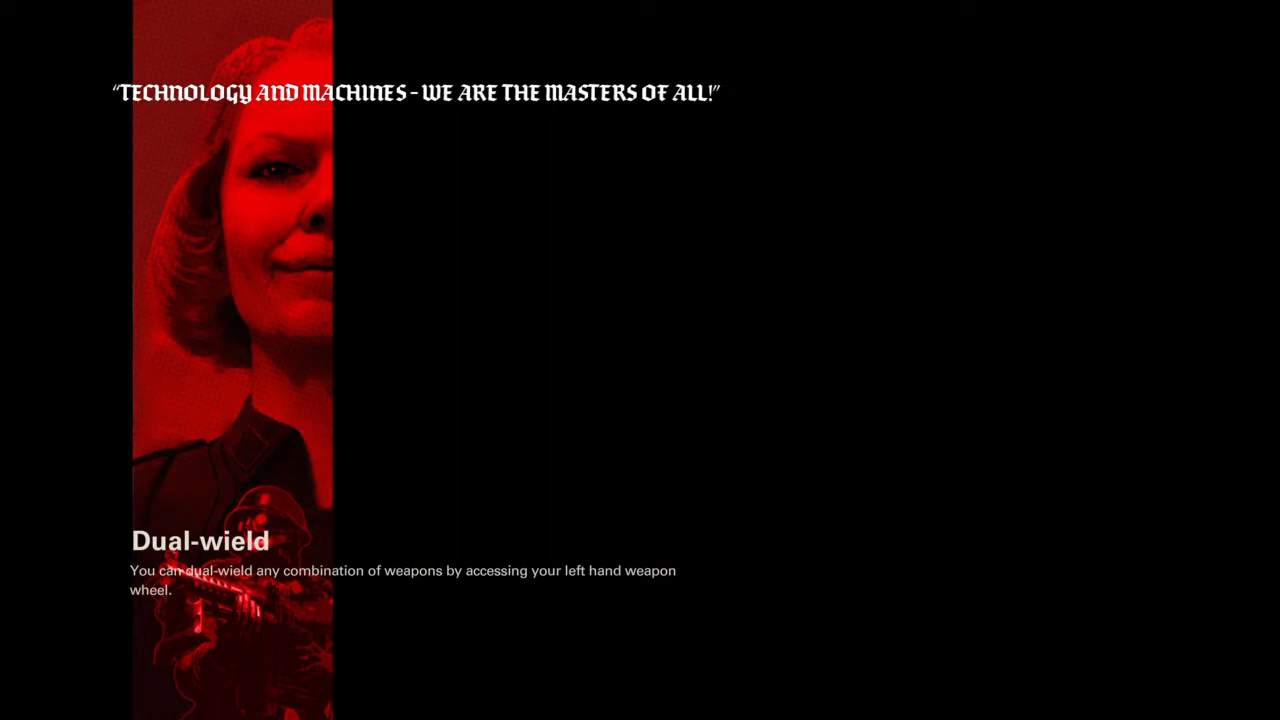 “TECHNOLOGY AND MACHINES - WE ARE THE MASTERS OF ALL!”
Dual-wield
You can dual-wield any combination of weapons by accessing your left hand weapon
wheel.